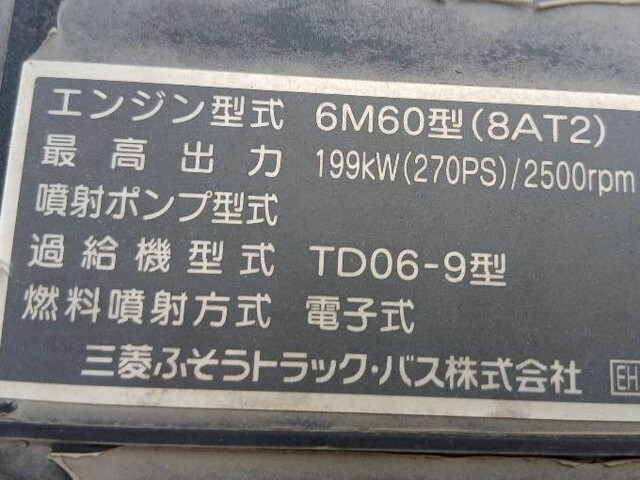 エンジン型式 6M60型(8AT2)
最高出力 199kW(270PS)/2500rpm
噴射ポンプ型式
過給機型式 TD06-9型
燃料噴射方式 電子式
三菱ふそうトラック・バス株式会社 EH